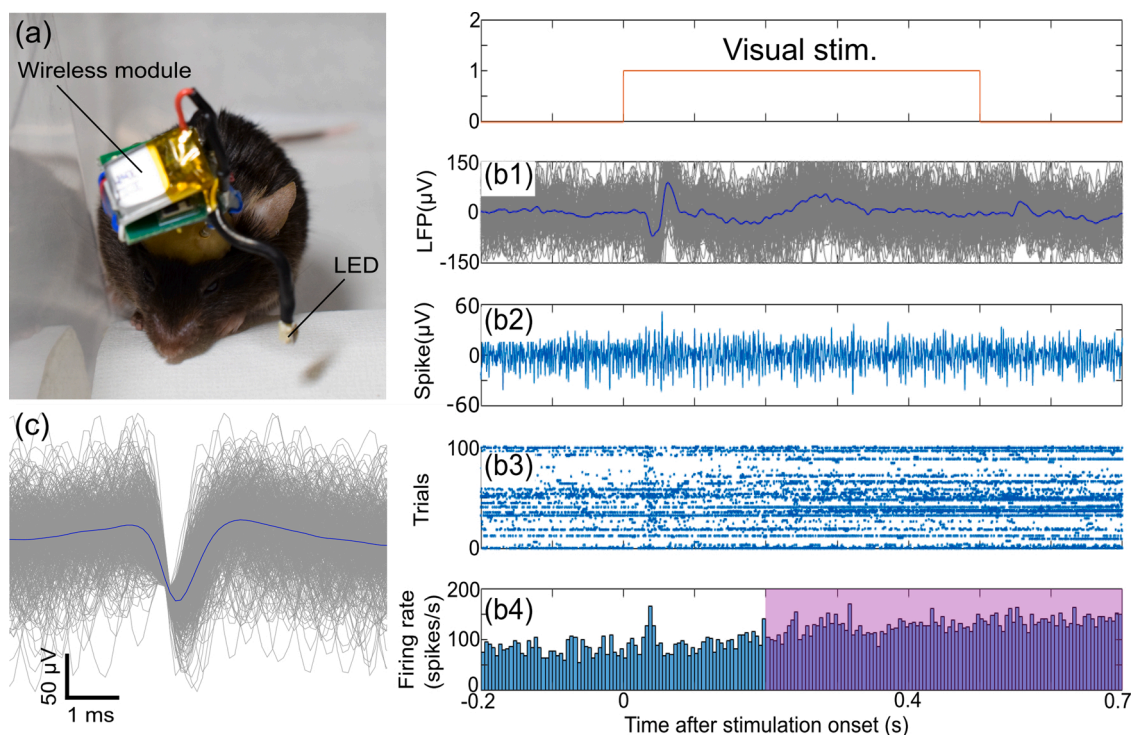 (a)
Wireless module
LED
(c)
50 µV
1 ms
2
1
0
Visual stim.
150
0
-150
LFP(µV)
(b1)
60
0
-60
Spike(µV)
(b2)
100
0
Trials
(b3)
200
100
0
Firing rate
(spikes/s)
(b4)
-0.2
0
0.4
0.7
Time after stimulation onset (s)